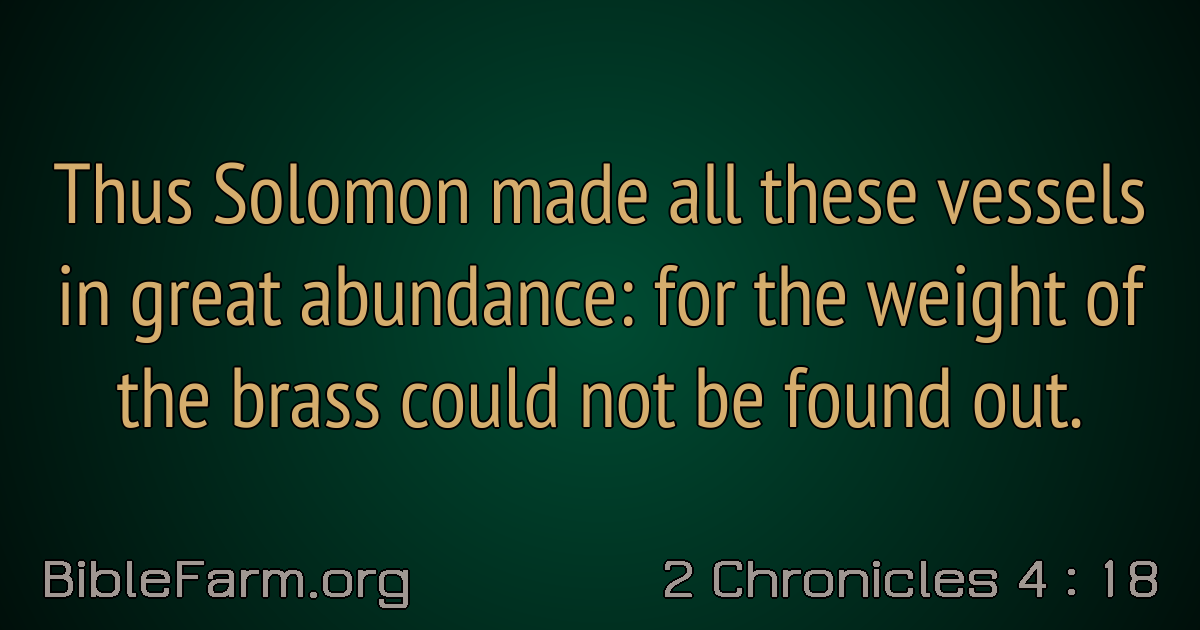 Thus Solomon made all these vessels
in great abundance: for the weight of
the brass could not be found out.
BibleFarm.org
2 Chronicles 4 : 18